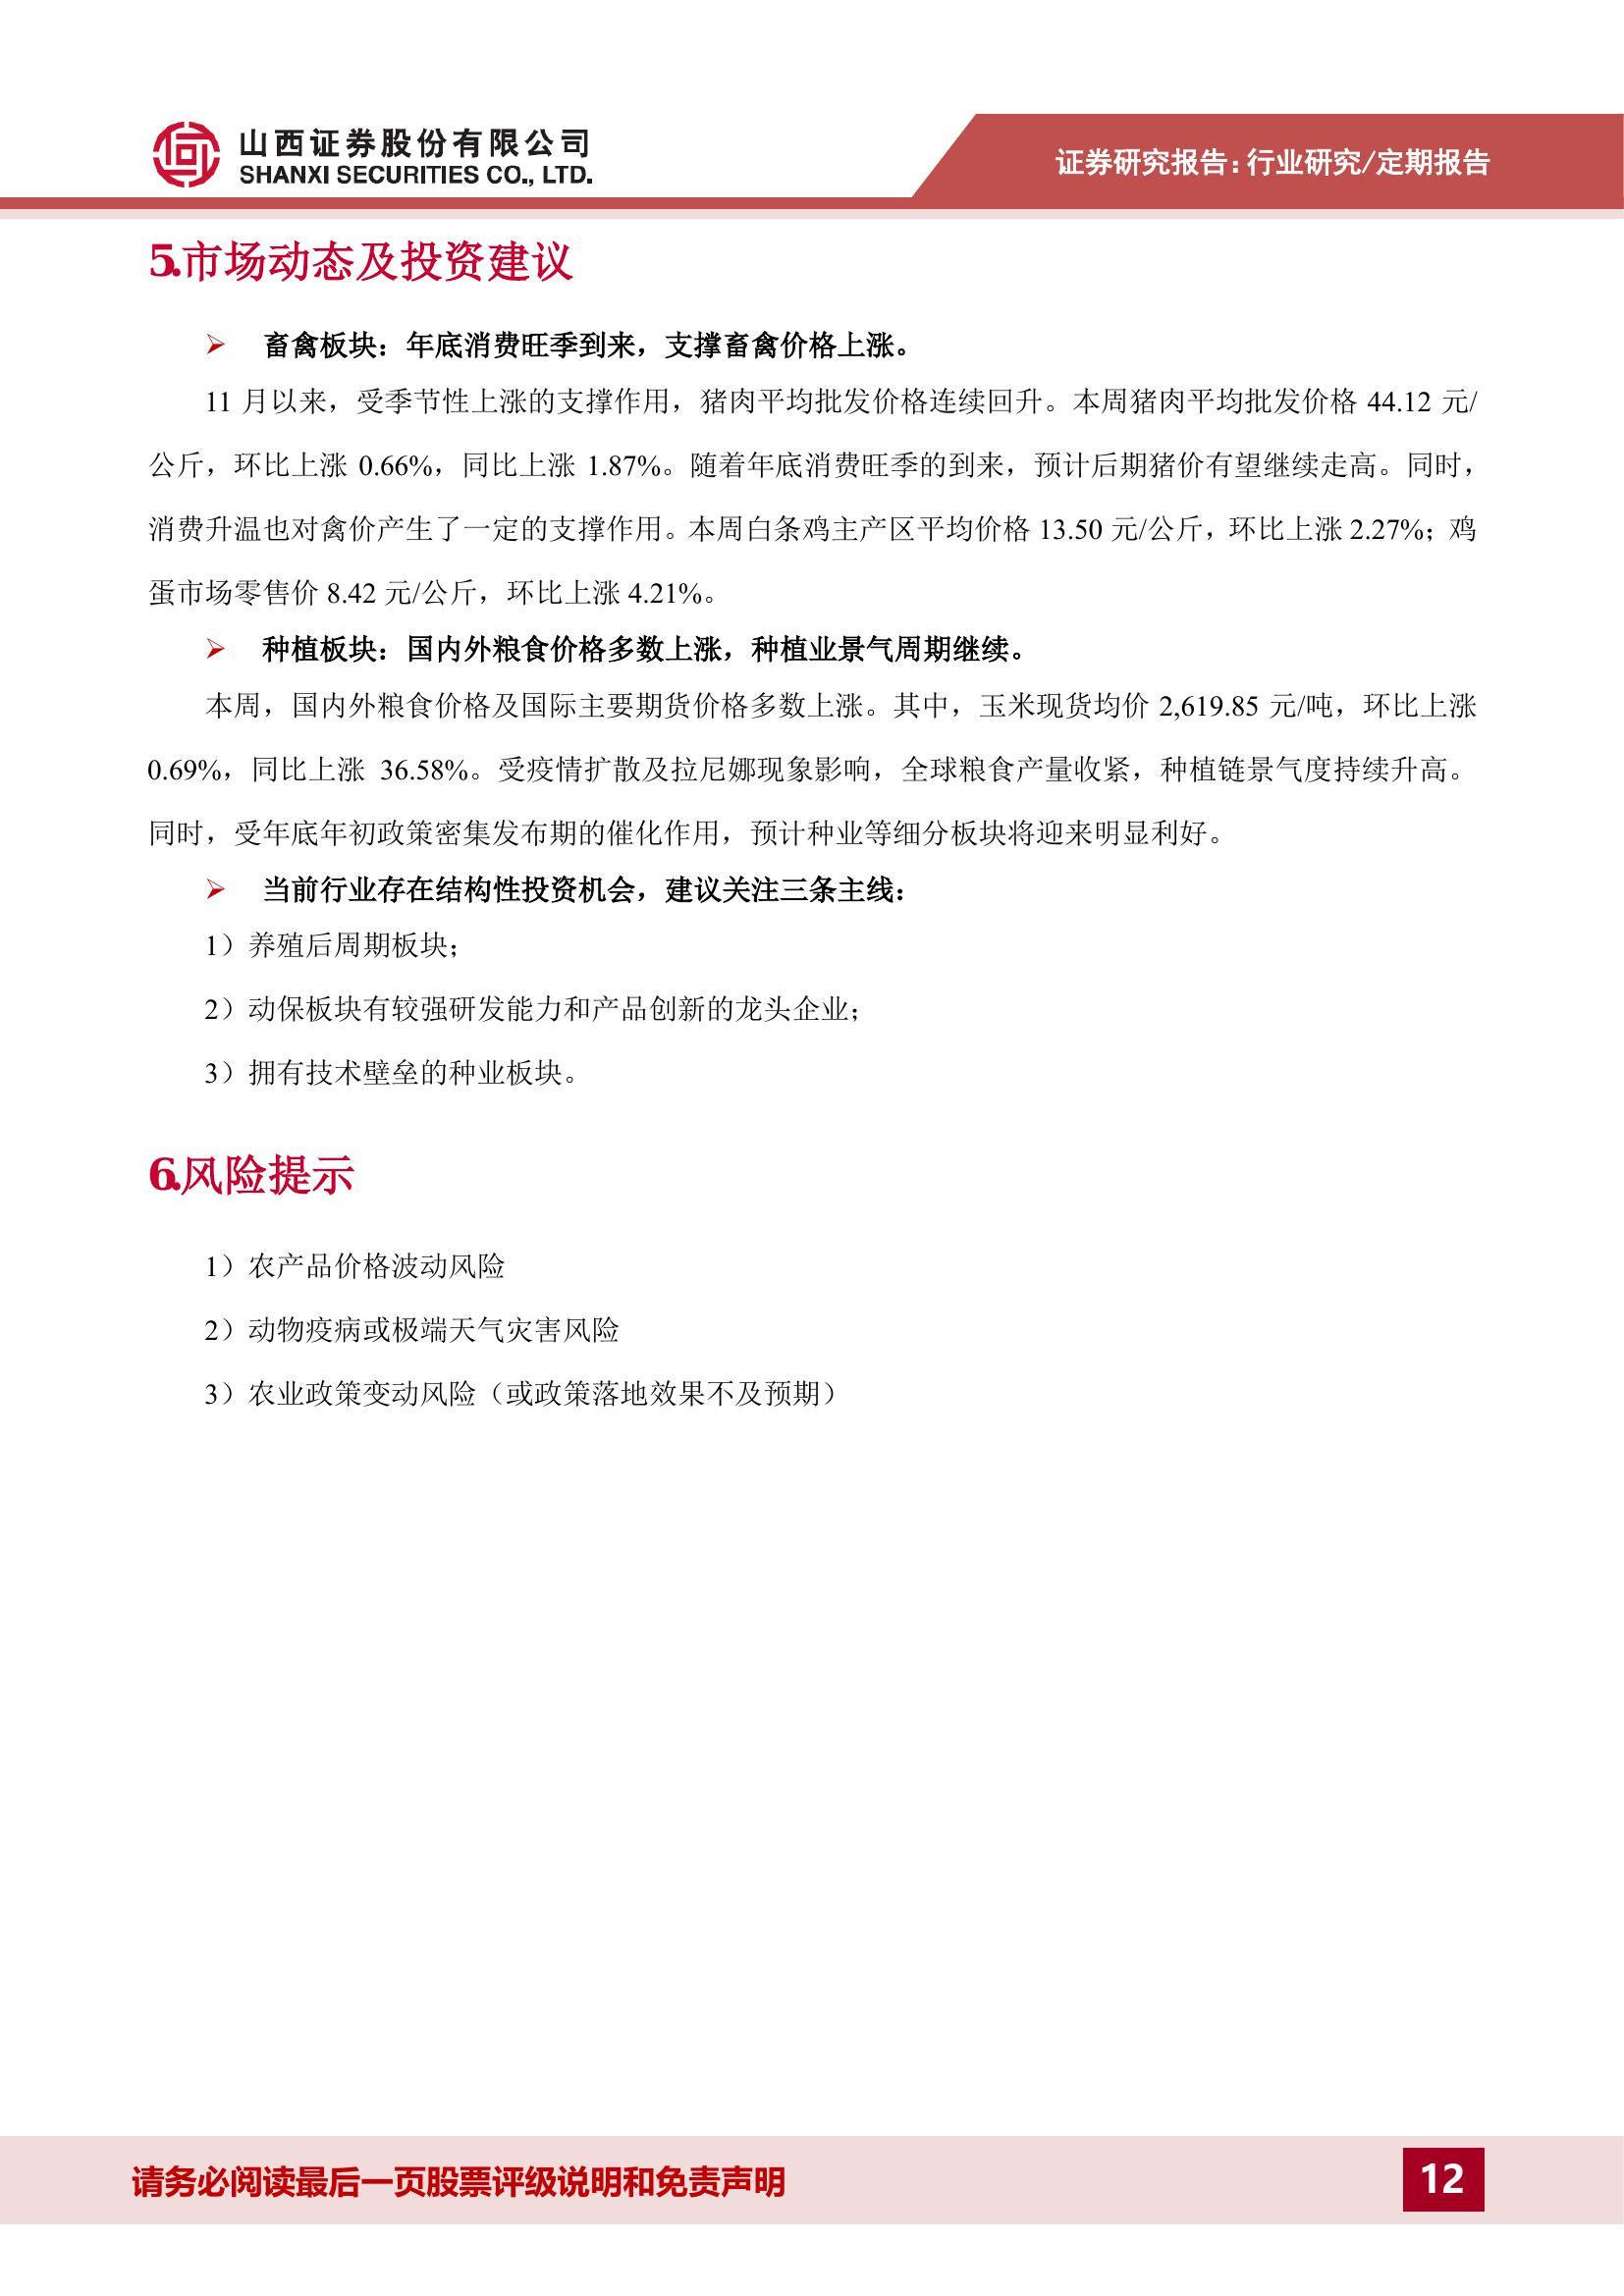 山西证券股份有限公司
SHANXI SECURITIES CO., LTD.
证券研究报告：行业研究/定期报告
5.市场动态及投资建议
➢ 畜禽板块：年底消费旺季到来，支撑畜禽价格上涨。
11 月以来，受季节性上涨的支撑作用，猪肉平均批发价格连续回升。本周猪肉平均批发价格 44.12 元/
公斤，环比上涨 0.66%，同比上涨 1.87%。随着年底消费旺季的到来，预计后期猪价有望继续走高。同时，
消费升温也对禽价产生了一定的支撑作用。本周白条鸡主产区平均价格 13.50 元/公斤，环比上涨 2.27%；鸡
蛋市场零售价 8.42 元/公斤，环比上涨 4.21%。
➢ 种植板块：国内外粮食价格多数上涨，种植业景气周期继续。
本周，国内外粮食价格及国际主要期货价格多数上涨。其中，玉米现货均价 2,619.85 元/吨，环比上涨
0.69%，同比上涨 36.58%。受疫情扩散及拉尼娜现象影响，全球粮食产量收紧，种植链景气度持续升高。
同时，受年底年初政策密集发布期的催化作用，预计种业等细分板块将迎来明显利好。
➢ 当前行业存在结构性投资机会，建议关注三条主线：
1）养殖后周期板块；
2）动保板块有较强研发能力和产品创新的龙头企业；
3）拥有技术壁垒的种业板块。
6.风险提示
1）农产品价格波动风险
2）动物疫病或极端天气灾害风险
3）农业政策变动风险（或政策落地效果不及预期）
请务必阅读最后一页股票评级说明和免责声明
12